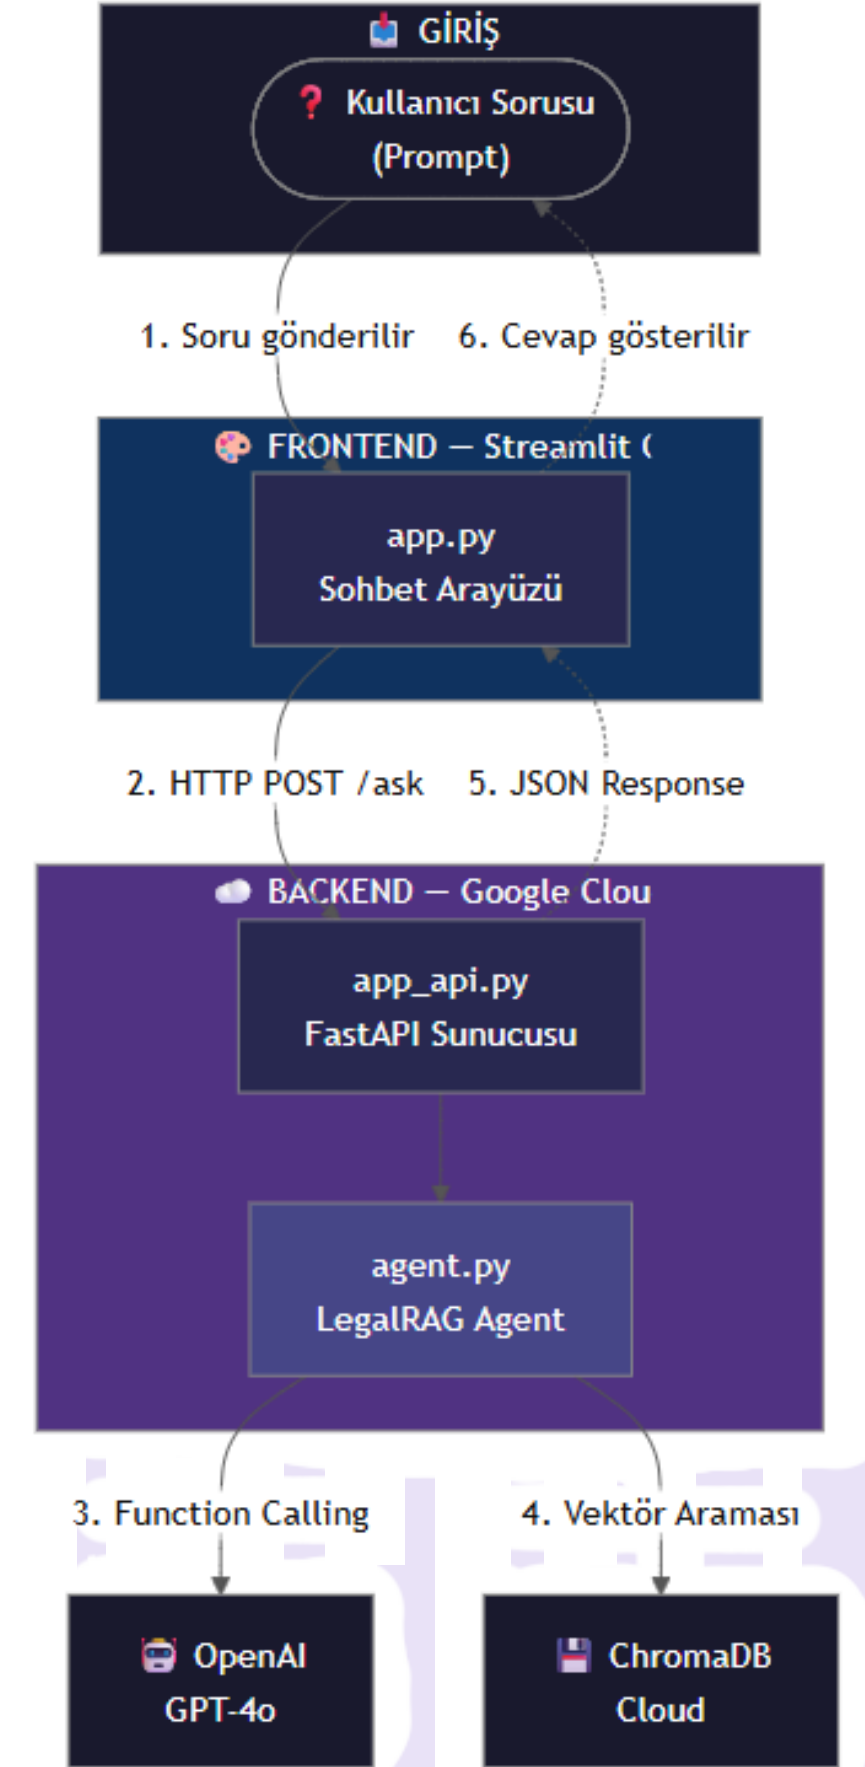 GİRİŞ
Kullanıcı Sorusu
(Prompt)
1. Soru gönderilir
6. Cevap gösterilir
FRONTEND — Streamlit (
app.py
Sohbet Arayüzü
2. HTTP POST /ask
5. JSON Response
BACKEND — Google Clou
app_api.py
FastAPI Sunucusu
agent.py
LegalRAG Agent
3. Function Calling
4. Vektör Araması
OpenAI
GPT-4o
ChromaDB
Cloud